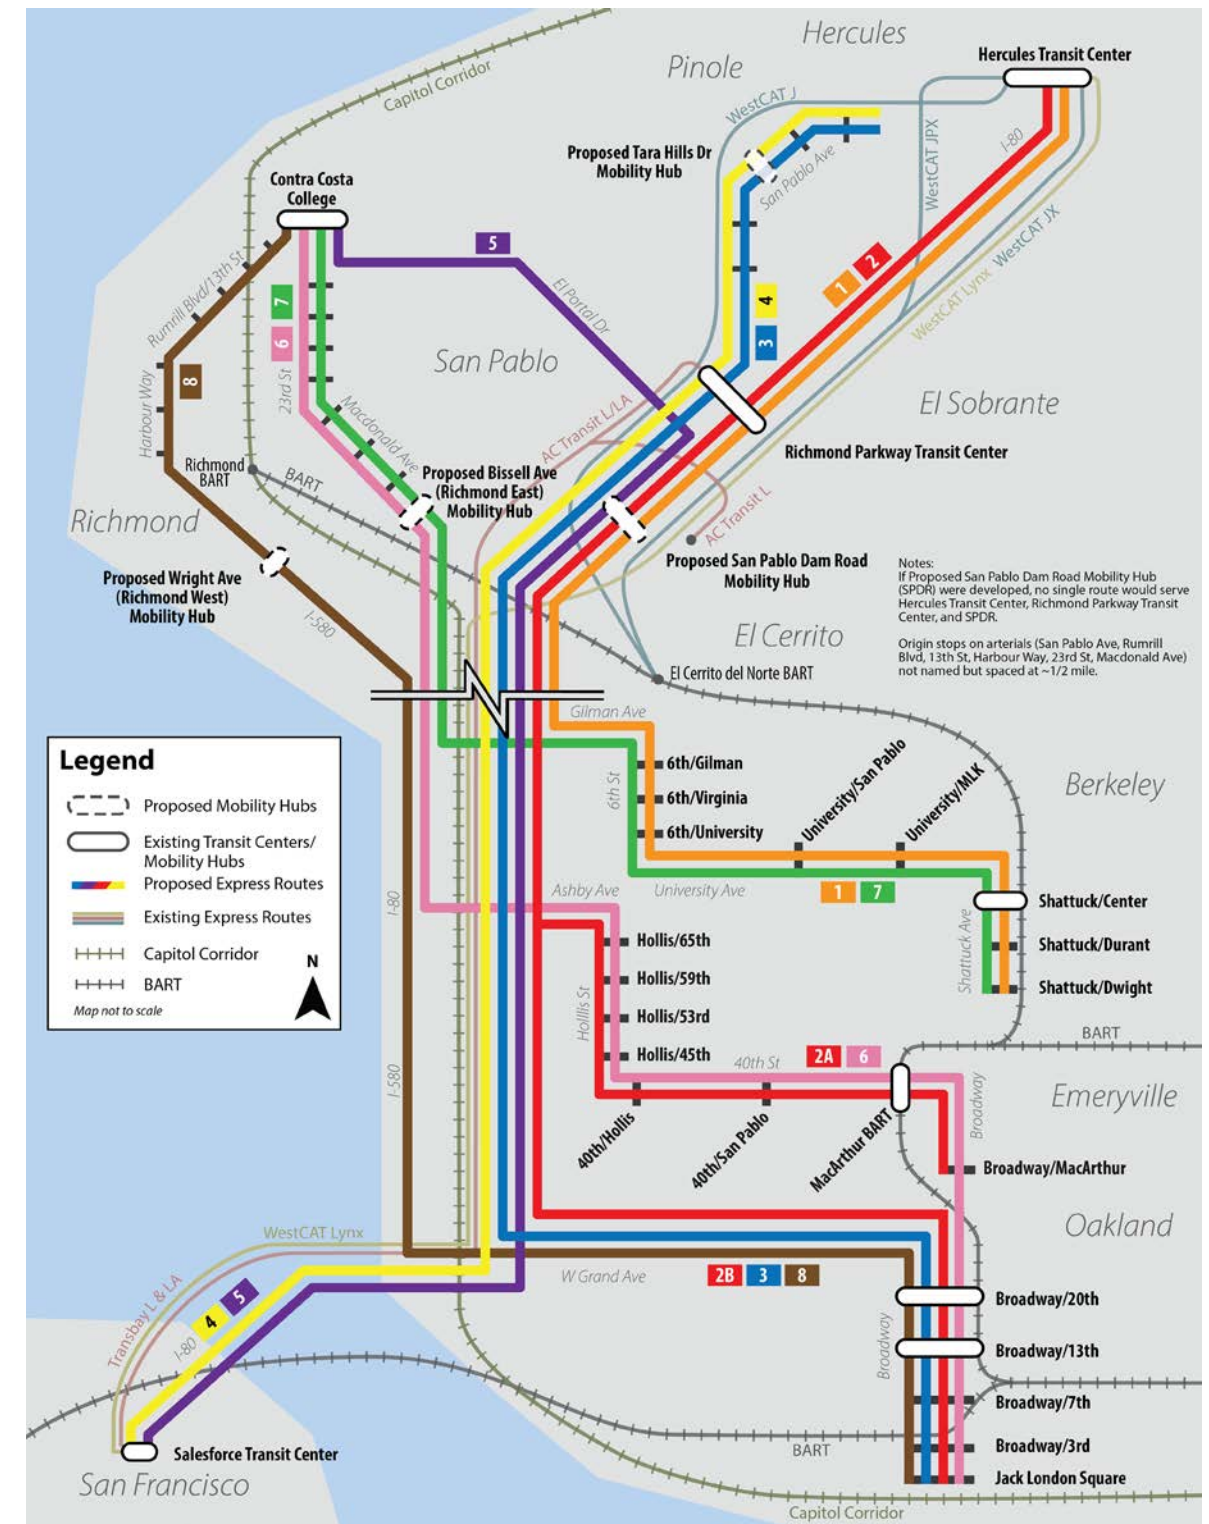 Hercules
Pinole
Hercules Transit Center
Capitol Corridor
WestCAT J
WestCAT JPX
I-80
Proposed Tara Hills Dr
Mobility Hub
San Pablo Ave
Contra Costa
College
5
El Portal Dr
Rumrill Blvd/13th St
WestCAT JX
WestCAT Lynx
1
2
4
3
7
6
8
San Pablo
23rd St
Harbour Way
Macdonald Ave
AC Transit L/LA
El Sobrante
Richmond Parkway Transit Center
Richmond
BART
BART
Proposed Bissell Ave
(Richmond East)
Mobility Hub
AC Transit L
Richmond
Proposed San Pablo Dam Road
Mobility Hub
Proposed Wright Ave
(Richmond West)
Mobility Hub
I-580
Notes:
If Proposed San Pablo Dam Road Mobility Hub
(SPDR) were developed, no single route would serve
Hercules Transit Center, Richmond Parkway Transit
Center, and SPDR.
Origin stops on arterials (San Pablo Ave, Rumrill
Blvd, 13th St, Harbour Way, 23rd St, Macdonald Ave)
not named but spaced at ~1/2 mile.
El Cerrito
El Cerrito del Norte BART
Gilman Ave
6th St
6th/Gilman
6th/Virginia
6th/University
University/San Pablo
University/MLK
Berkeley
Legend
Proposed Mobility Hubs
Existing Transit Centers/
Mobility Hubs
Proposed Express Routes
Existing Express Routes
Capitol Corridor
BART
Map not to scale
N
I-80
Ashby Ave
University Ave
1
7
Shattuck Ave
Shattuck/Center
Shattuck/Durant
Shattuck/Dwight
Hollis/65th
Hollis/59th
Hollis/53rd
Hollis/45th
Holllis St
BART
I-580
40th St
2A
6
Broadway
Emeryville
40th/Hollis
40th/San Pablo
MacArthur BART
Broadway/MacArthur
Oakland
WestCAT Lynx
Transbay L & LA
I-80
4
5
W Grand Ave
2B
3
8
Broadway
Broadway/20th
Broadway/13th
Broadway/7th
Broadway/3rd
Jack London Square
BART
Salesforce Transit Center
San Francisco
Capitol Corridor